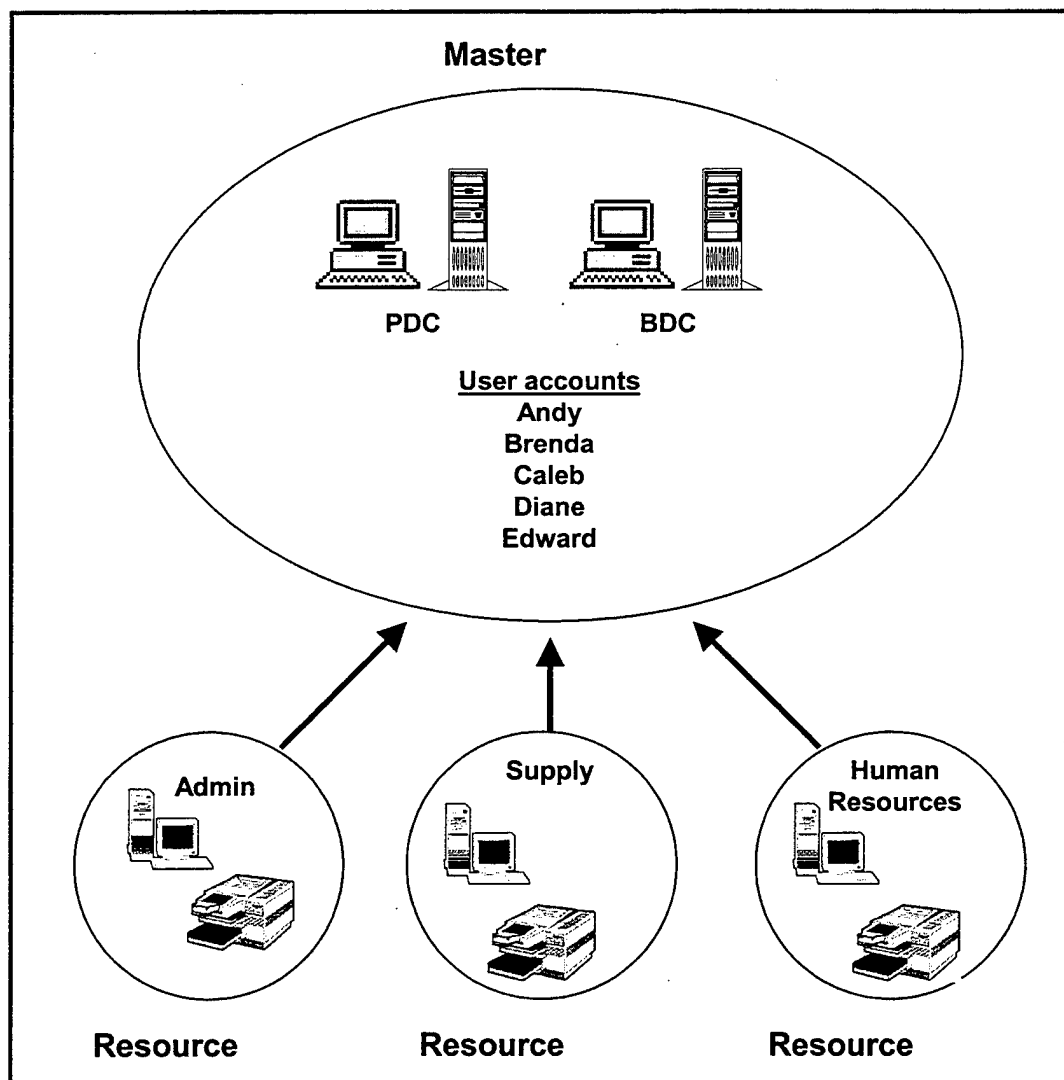 Master
PDC
BDC
User accounts
Andy
Brenda
Caleb
Diane
Edward
Admin
Supply
Human
Resources
Resource
Resource
Resource